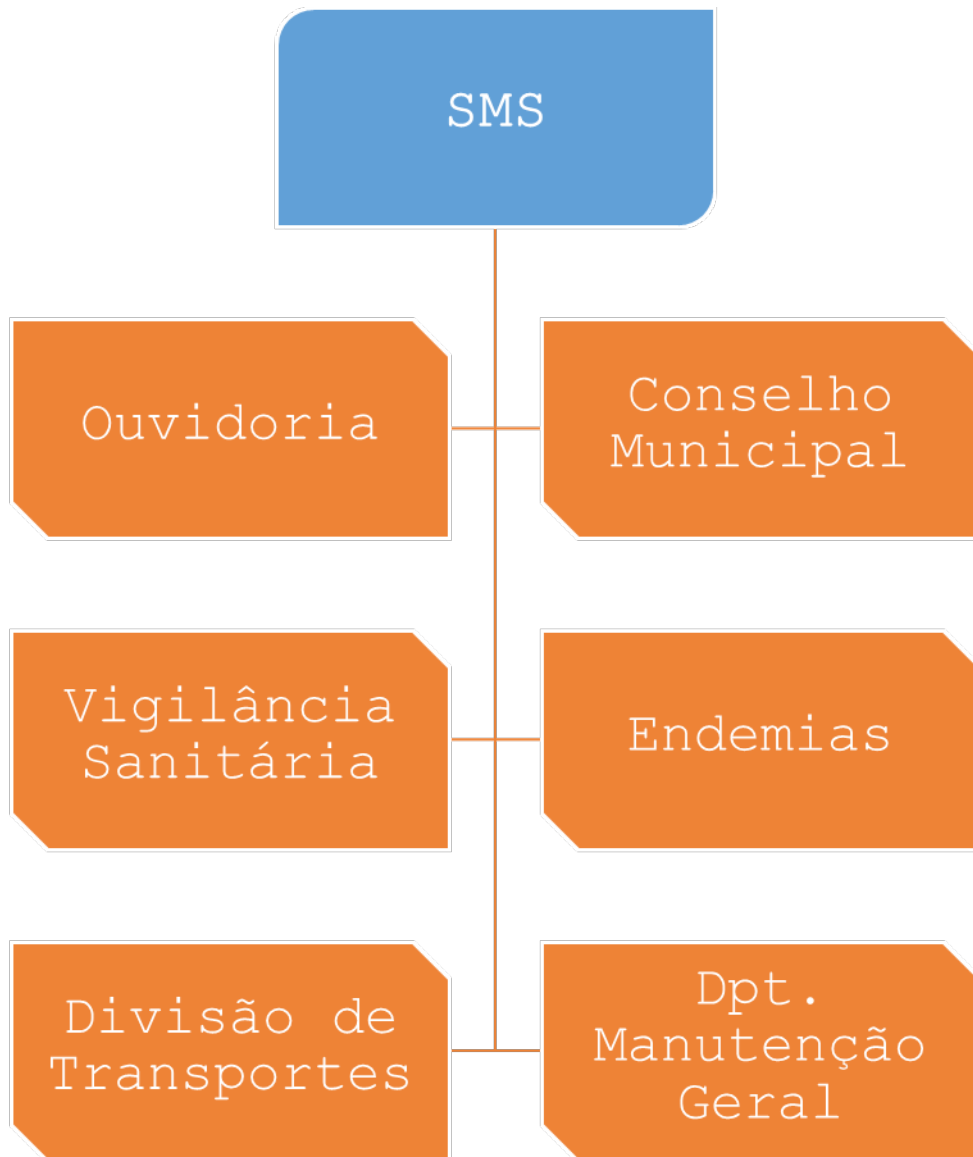 SMS
Ouvidoria
Conselho
Municipal
Vigilância
Sanitária
Endemias
Divisão de
Transportes
Dpt.
Manutenção
Geral